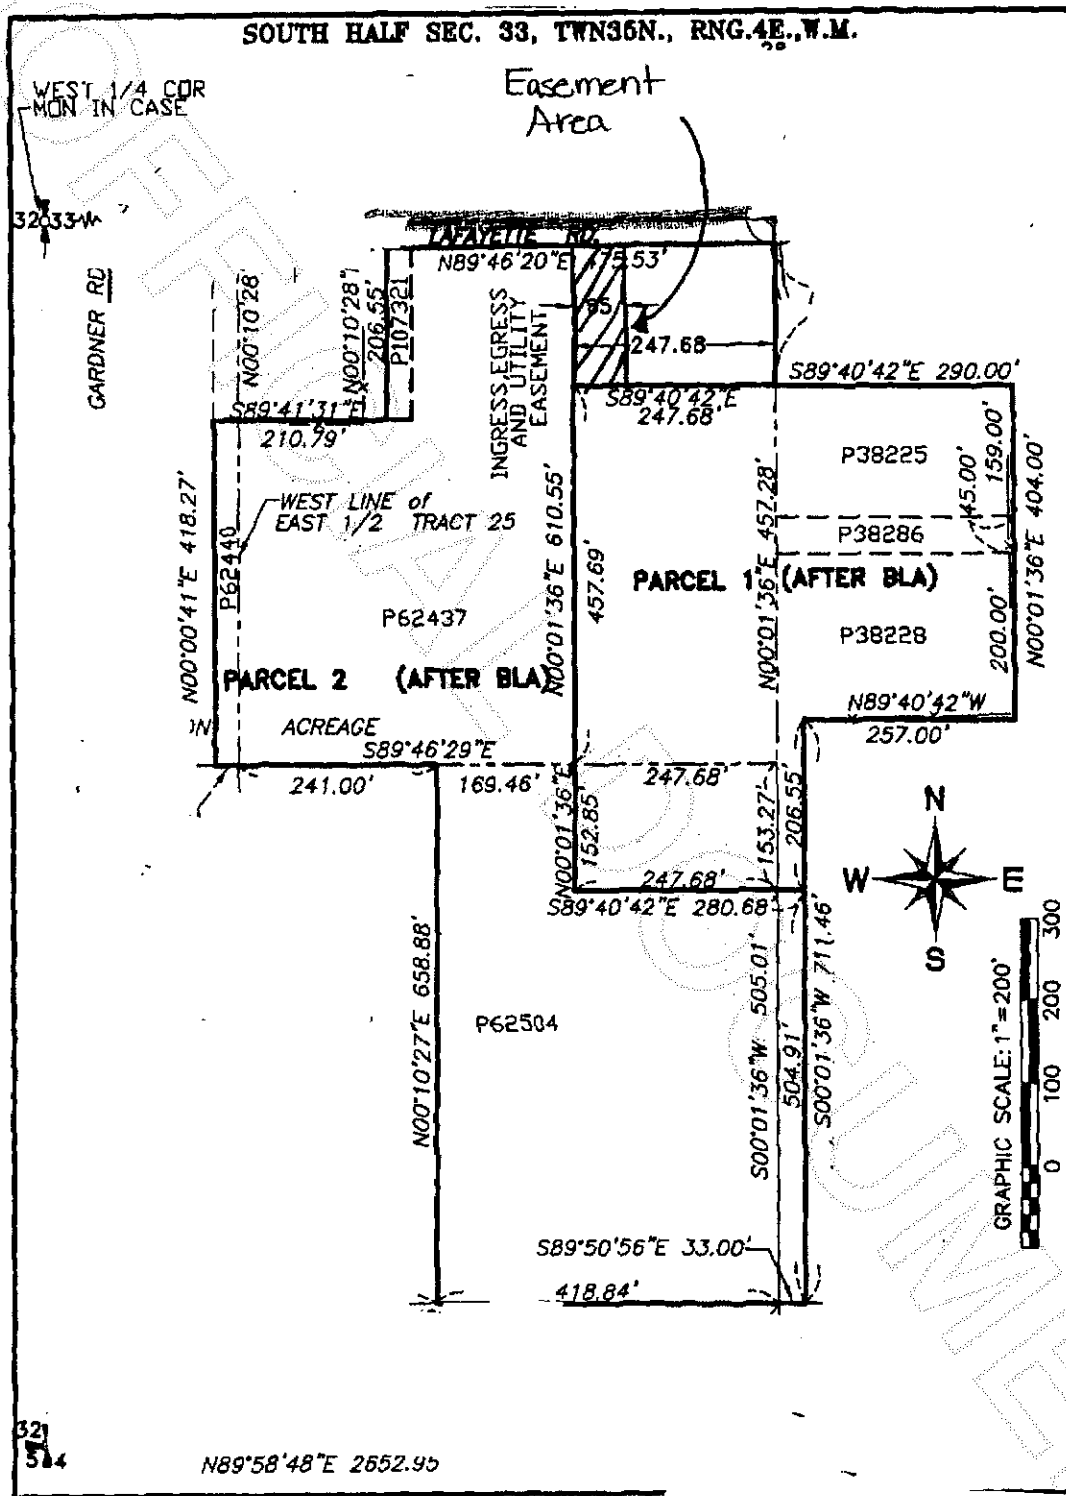 SOUTH HALF SEC. 33, TWN36N., RNG.4E.,W.M.
Easement
Area
WEST 1/4 COR
MON IN CASE
32 33
GARDNER RD
LAFAYETTE RD.
N89°46'20"E 475.53'
N00°10'28'
N00°10'28"
206.55'
P107321
INGRESS,EGRESS
AND UTILITY
EASEMENT
85
247.68
S89°40'42"E 290.00'
S89°40'42"E
247.68'
S89°41'31"E
210.79'
N00°00'41"E 418.27'
P62440
WEST LINE of
EAST 1/2 TRACT 25
P62437
N00°01'36"E 610.55'
457.69'
N00°01'36"E 457.28'
P38225
P38286
P38228
45.00'
159.00'
200.00'
N00°01'36"E 404.00'
PARCEL 1 (AFTER BLA)
PARCEL 2 (AFTER BLA)
N89°40'42"W
257.00'
ACREAGE
S89°46'29"E
241.00'
169.46'
247.68'
N00°01'36"E
152.85'
153.27'
206.55'
247.68'
S89°40'42"E 280.68'
N
W E
S
N00°10'27"E 658.88'
P62504
S00°01'36"W 505.01'
504.91'
S00°01'36"W 711.46'
GRAPHIC SCALE:1"=200'
0 100 200 300
S89°50'56"E 33.00'
418.84'
32
N89°58'48"E 2652.95